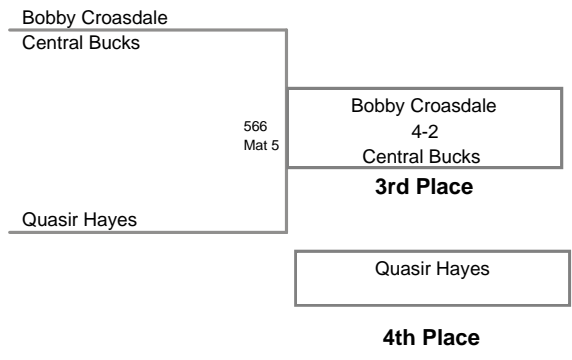 Bobby Croasdale
Central Bucks
566
Mat 5
Bobby Croasdale
4-2
Central Bucks
3rd Place
Quasir Hayes
Quasir Hayes
4th Place